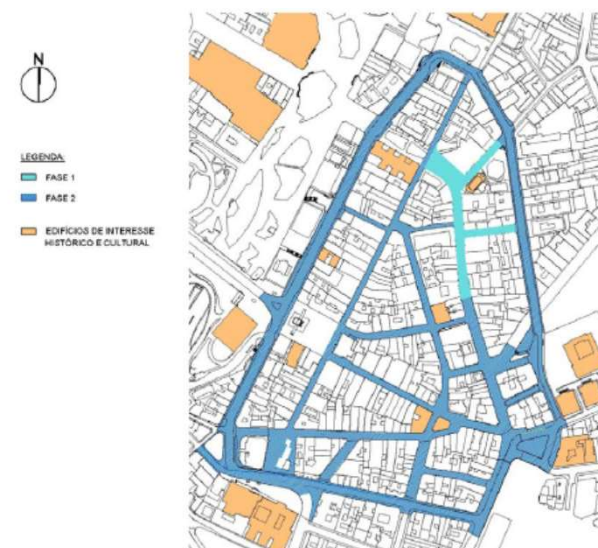 N
LEGENDA:
FASE 1
FASE 2
EDIFÍCIOS DE INTERESSE
HISTÓRICO E CULTURAL